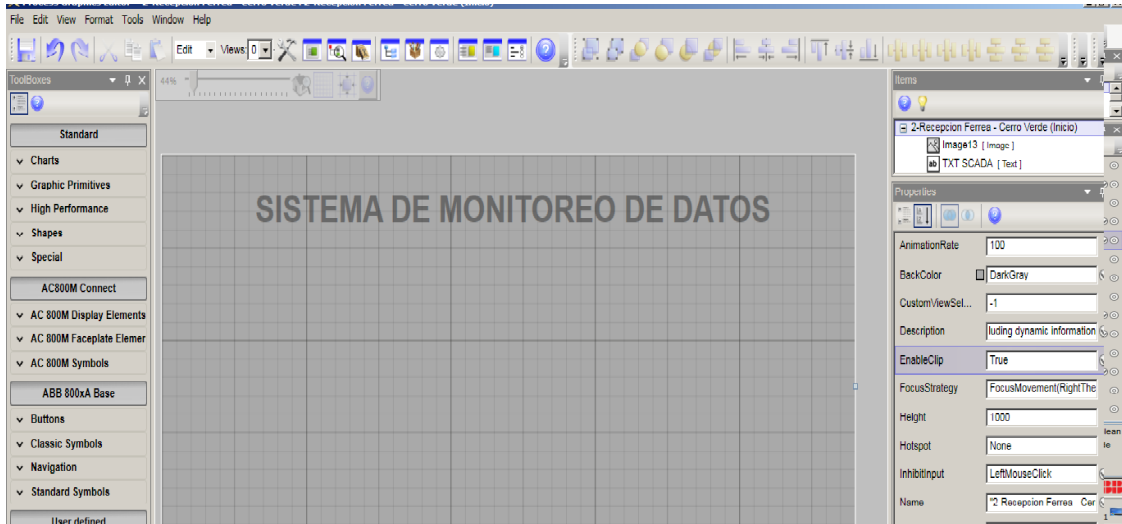 File Edit View Format Tools Window Help
Edit Views: 0
ToolBoxes
44%
Items
Standard
2-Recepcion Ferrea - Cerro Verde (Inicio)
Charts
Image13 [Image]
Graphic Primitives
TXT SCADA [Text]
High Performance
Properties
SISTEMA DE MONITOREO DE DATOS
Shapes
Special
AnimationRate 100
AC800M Connect
BackColor DarkGray
AC 800M Display Elements
CustomViewSel... -1
AC 800M Faceplate Elemer
Description luding dynamic information
AC 800M Symbols
EnableClip True
ABB 800xA Base
FocusStrategy FocusMovement(RightThe
Buttons
Height 1000
Classic Symbols
lean
Hotspot None
ie
Navigation
InhibitInput LeftMouseClick
Standard Symbols
Name "2 Recepcion Ferrea Cer
1
User defined